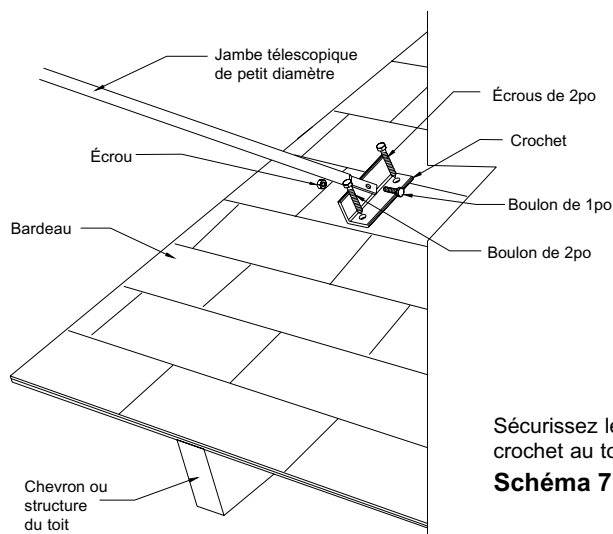 Jambe télescopique
de petit diamètre
Écrous de 2po
Crochet
Écrou
Boulon de 1po
Bardeau
Boulon de 2po
Sécurissez le
crochet au to
Schéma 7
Chevron ou
structure
du toit